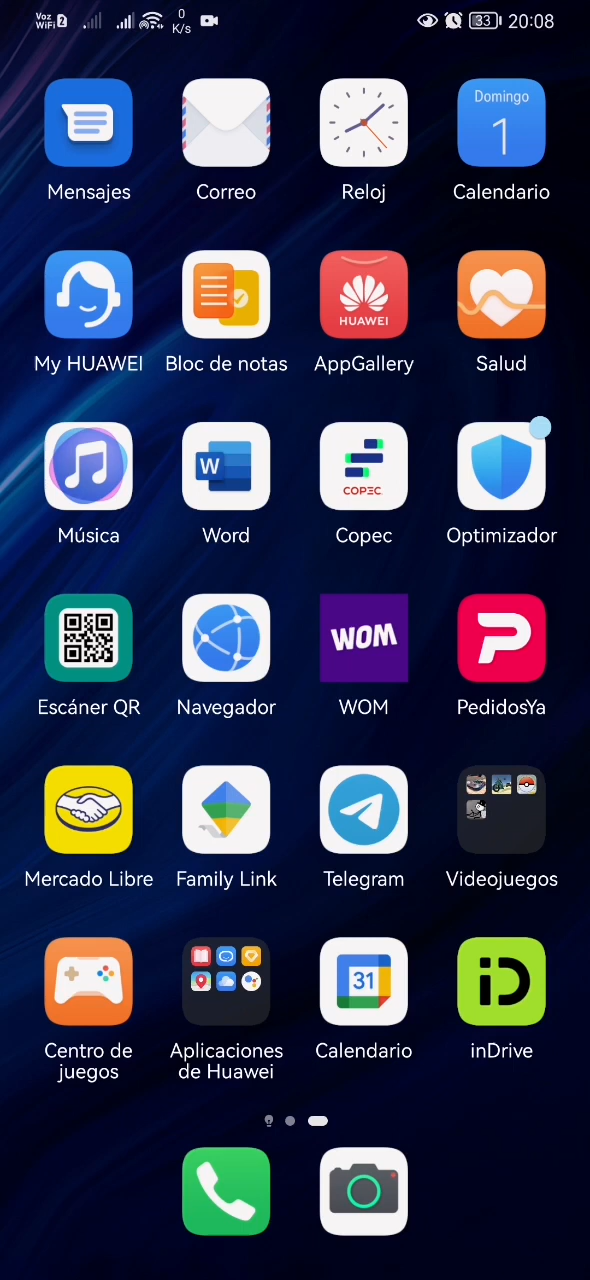 Voz WiFi 2 0 K/s 33 20:08
Domingo
1
Mensajes Correo Reloj Calendario
HUAWEI
My HUAWEI Bloc de notas AppGallery Salud
W COPEC
Música Word Copec Optimizador
WOM P
Escáner QR Navegador WOM PedidosYa
Mercado Libre Family Link Telegram Videojuegos
31 iD
Centro de juegos Aplicaciones de Huawei Calendario inDrive